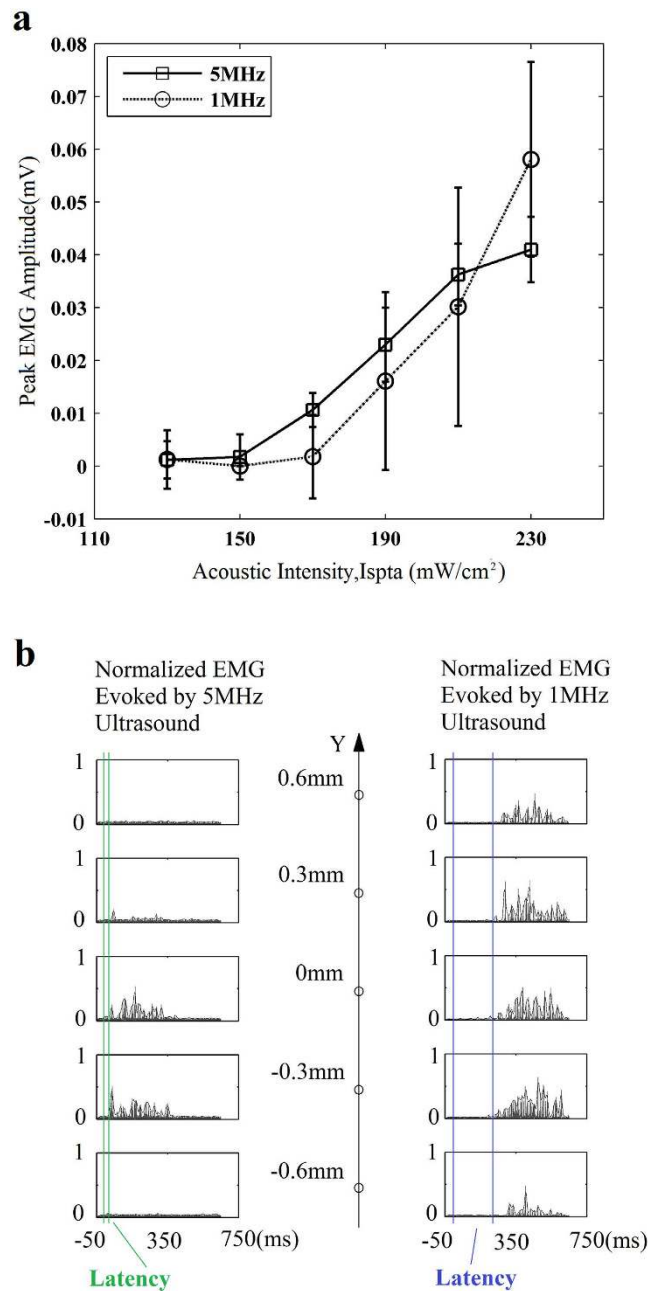 a
0.08
0.07
0.06
0.05
0.04
0.03
0.02
0.01
0
-0.01
Peak EMG Amplitude(mV)
5MHz
1MHz
110
150
190
230
Acoustic Intensity,Ispta (mW/cm²)
b
Normalized EMG
Evoked by 5MHz
Ultrasound
Normalized EMG
Evoked by 1MHz
Ultrasound
Y
1
0
0.6mm
1
0
1
0
0.3mm
1
0
1
0
0mm
1
0
1
0
-0.3mm
1
0
1
0
-0.6mm
1
0
-50
350
750(ms)
-50
350
750(ms)
Latency
Latency